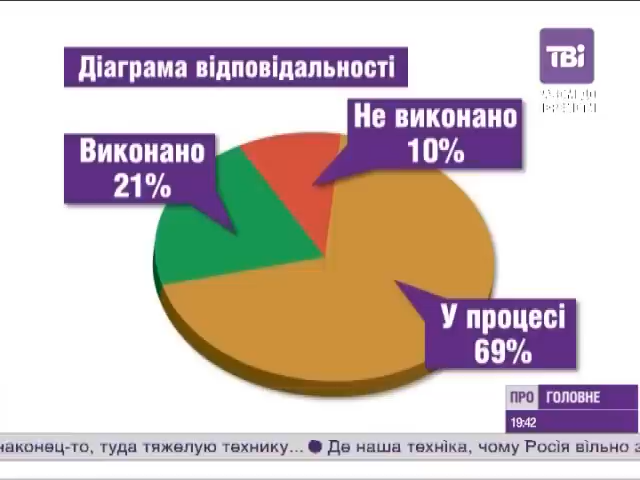 Діаграма відповідальності
ТВі
Не виконано
10%
Виконано
21%
У процесі
69%
ПРО ГОЛОВНЕ
19:42
наконец-то, туда тяжелую технику... ● Де наша техніка, чому Росія вільно з